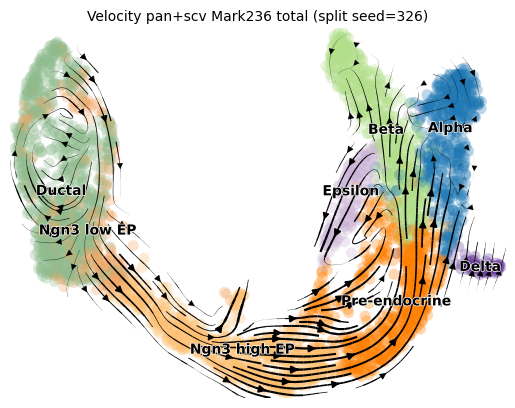 Velocity pan+scv Mark236 total (split seed=326)
Beta
Alpha
Ductal
Epsilon
Ngn3 low EP
Delta
Pre-endocrine
Ngn3 high EP